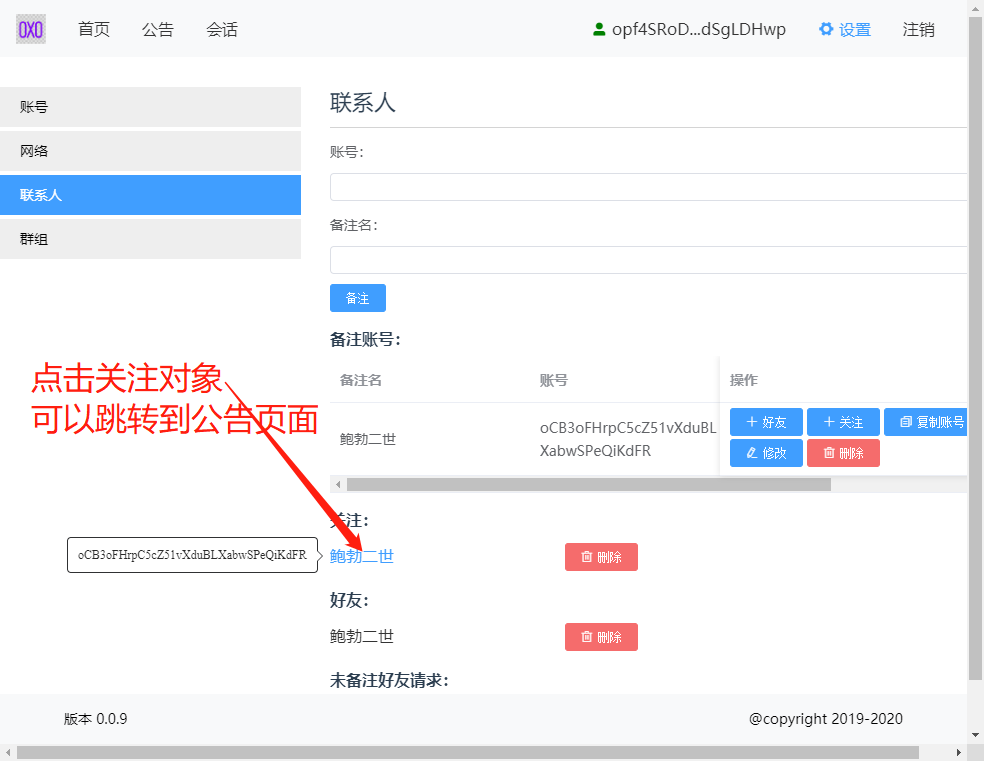 OXO 首页 公告 会话 opf4SRoD...dSgLDHwp 设置 注销
账号
网络
联系人
群组
联系人
账号：
备注名：
备注
备注账号：
备注名 账号 操作
鲍勃二世 oCB3oFHrpC5cZ51vXduBL
XabwSPeQiKdFR
好友 关注 复制账号
修改 删除
点击关注对象
可以跳转到公告页面
关注：
oCB3oFHrpC5cZ51vXduBLXabwSPeQiKdFR
鲍勃二世 删除
好友：
鲍勃二世 删除
未备注好友请求：
版本 0.0.9 @copyright 2019-2020